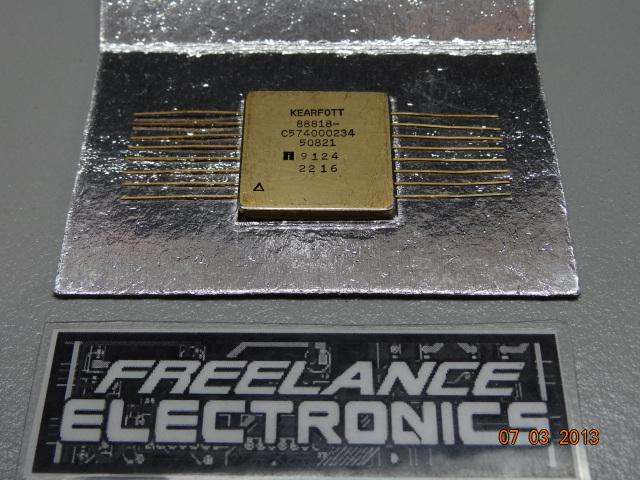 KEARFOTT
88818-
C574000234
50821
i 9124
2216
FREELANCE
ELECTRONICS
07 03 2013